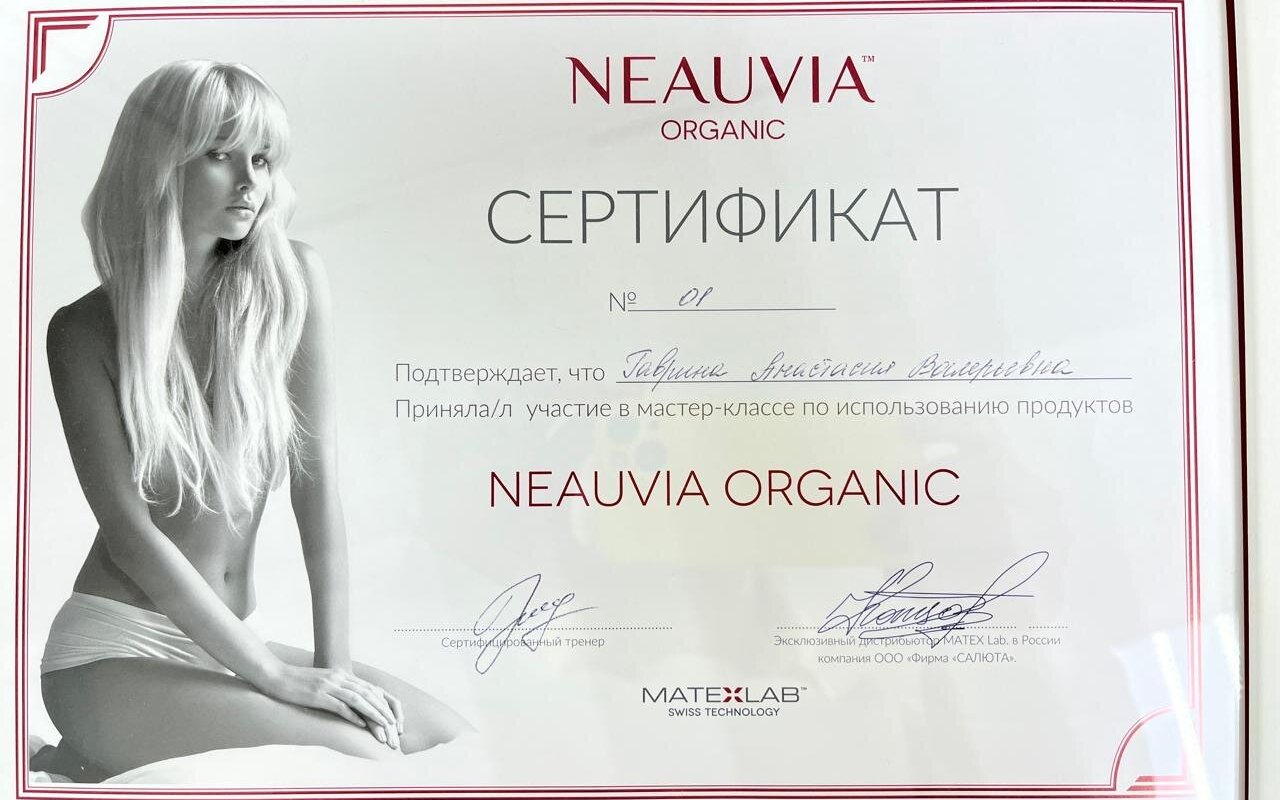 NEAUVIA™
ORGANIC
СЕРТИФИКАТ
№ 01
Подтверждает, что Гаврина Анастасия Валерьевна
Приняла/л участие в мастер-классе по использованию продуктов
NEAUVIA ORGANIC
Сертифицированный тренер
Эксклюзивный дистрибьютор MATEX Lab. в России
компания ООО «Фирма «САЛЮТА».
MATEXLAB™
SWISS TECHNOLOGY